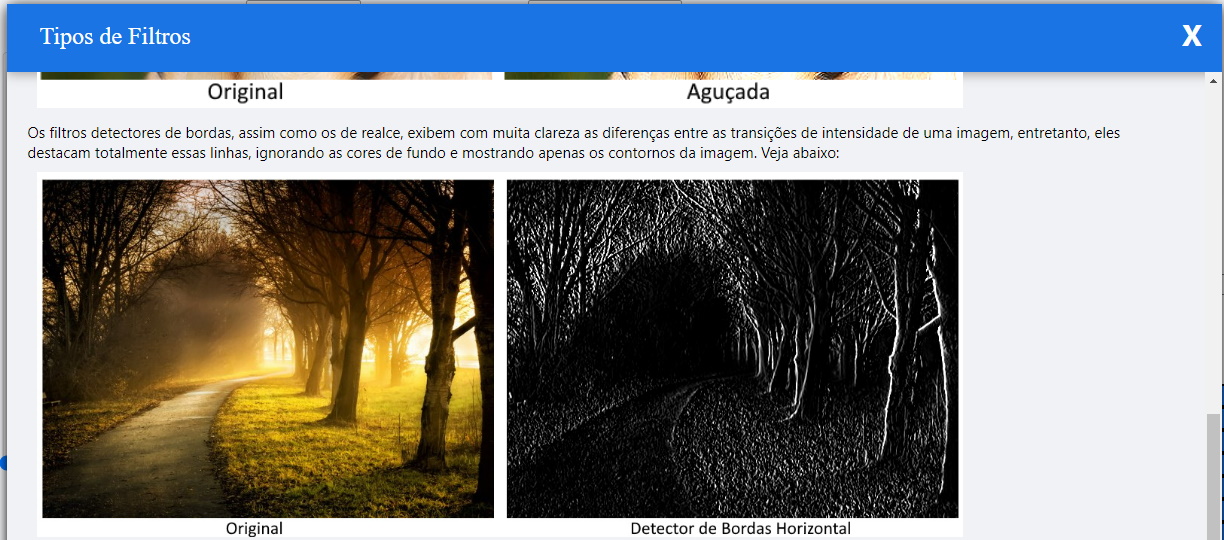 Tipos de Filtros
X
Original
Aguçada
Os filtros detectores de bordas, assim como os de realce, exibem com muita clareza as diferenças entre as transições de intensidade de uma imagem, entretanto, eles
destacam totalmente essas linhas, ignorando as cores de fundo e mostrando apenas os contornos da imagem. Veja abaixo:
Original
Detector de Bordas Horizontal